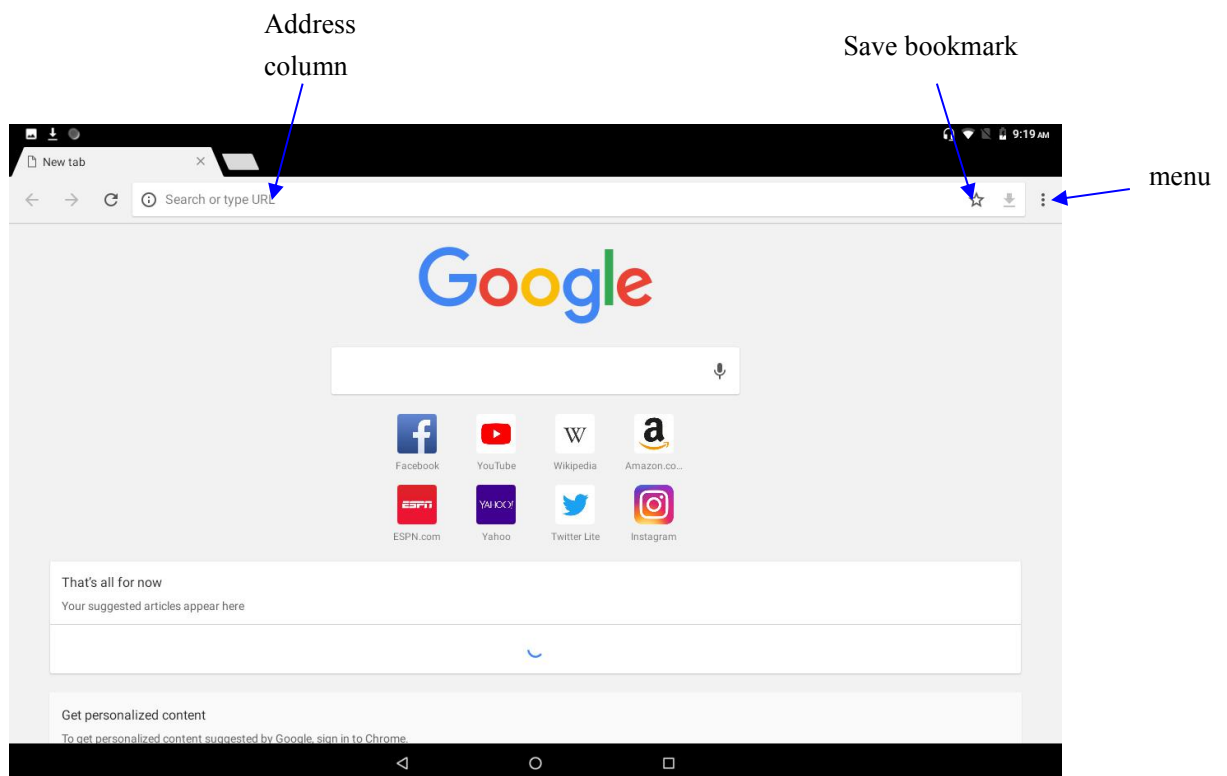 Address
column
Save bookmark
menu
9:19 AM
New tab
Search or type URL
Google
Facebook YouTube Wikipedia Amazon.co...
ESPN YAHOO!
ESPN.com Yahoo Twitter Lite Instagram
That's all for now
Your suggested articles appear here
Get personalized content
To get personalized content suggested by Google, sign in to Chrome.